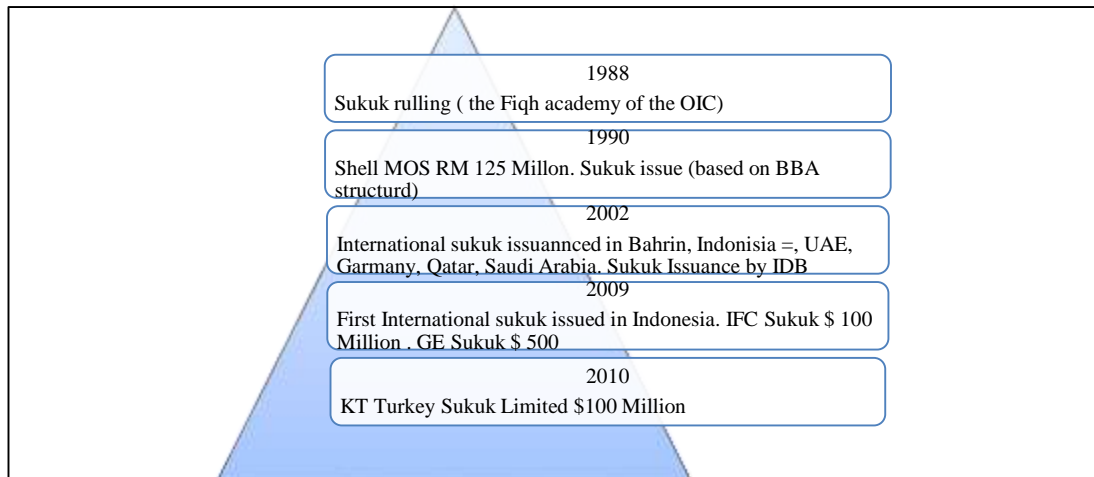 1988
Sukuk rulling ( the Fiqh academy of the OIC)
1990
Shell MOS RM 125 Millon. Sukuk issue (based on BBA
structurd)
2002
International sukuk issuannced in Bahrin, Indonisia =, UAE,
Garmany, Qatar, Saudi Arabia. Sukuk Issuance by IDB
2009
First International sukuk issued in Indonesia. IFC Sukuk $ 100
Million . GE Sukuk $ 500
2010
KT Turkey Sukuk Limited $100 Million